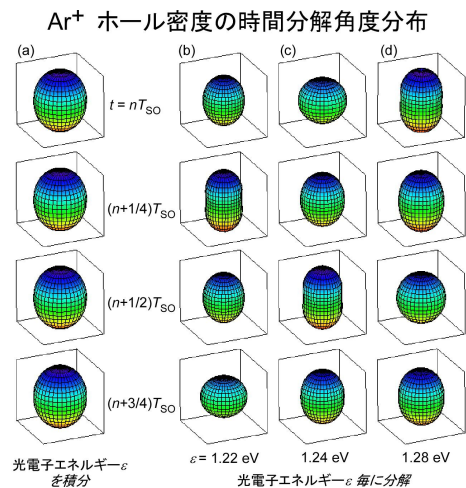 Ar⁺ ホール密度の時間分解角度分布
(a) (b) (c) (d)
t = nT_SO
(n+1/4)T_SO
(n+1/2)T_SO
(n+3/4)T_SO
光電子エネルギーε
を積分
ε = 1.22 eV 1.24 eV 1.28 eV
光電子エネルギーε 毎に分解